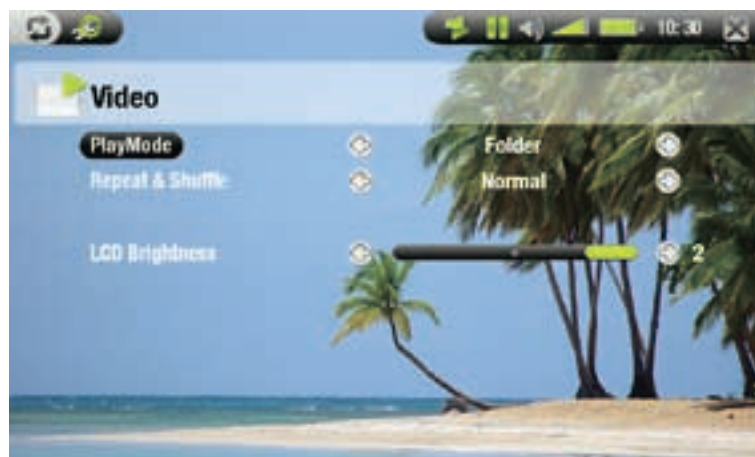 10:30
Video
PlayMode Folder
Repeat & Shuffle Normal
LCD Brightness 2